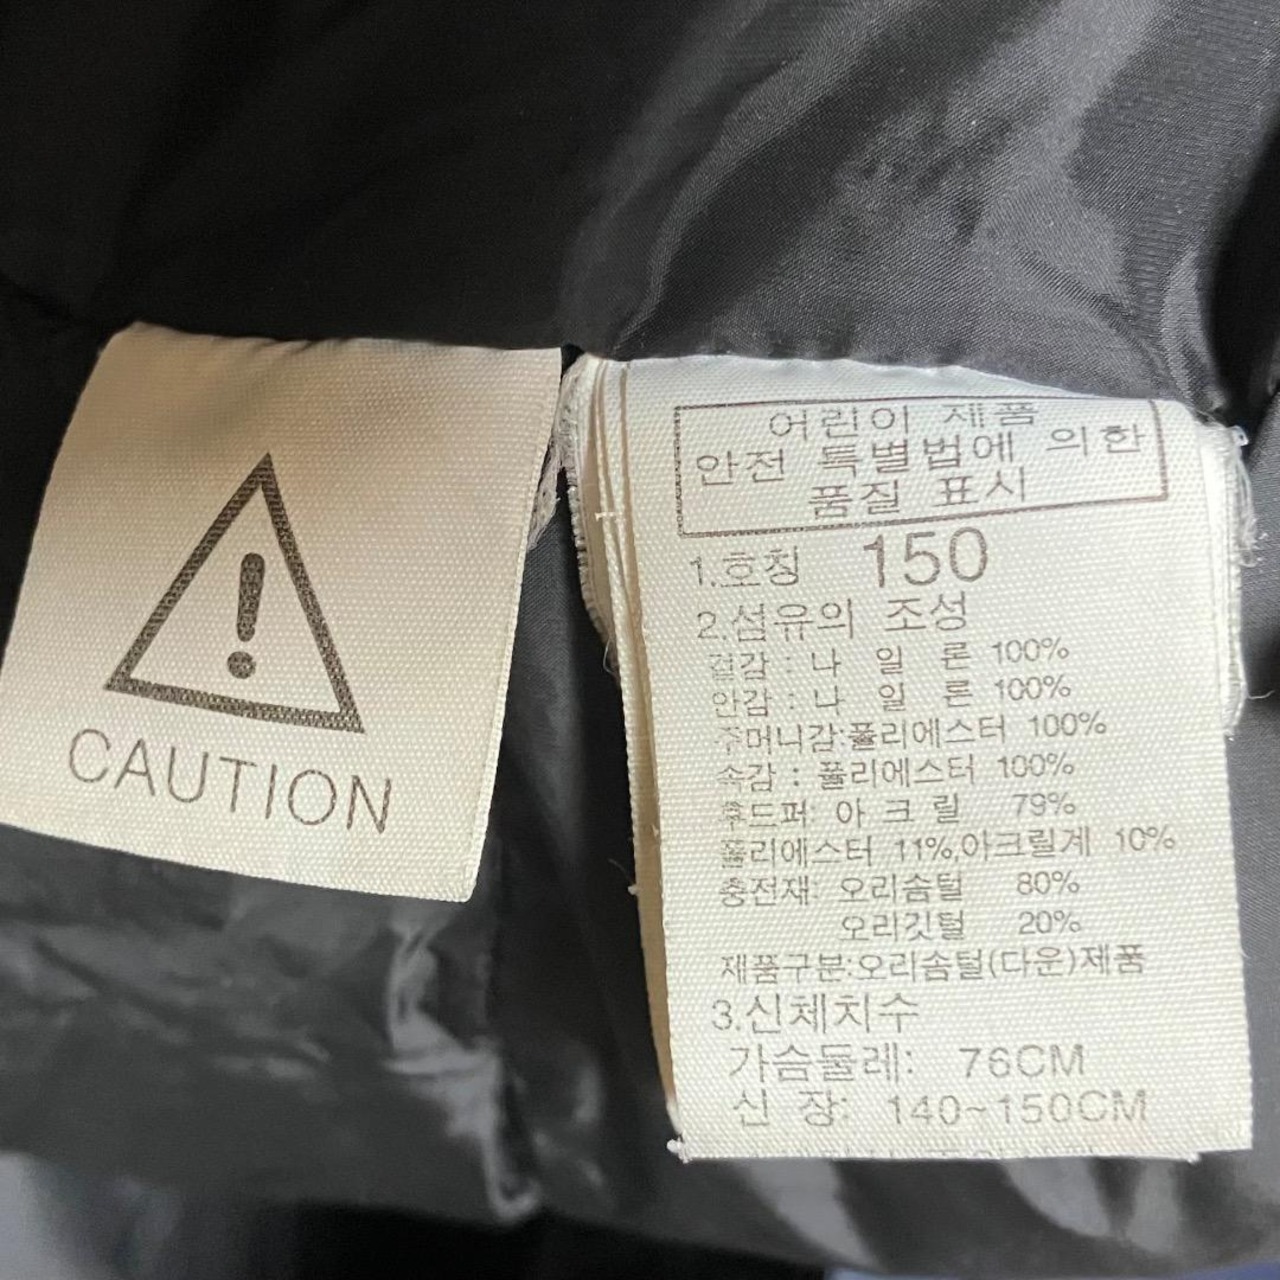 CAUTION
어린이 제품
안전 특별법에 의한
품질 표시
1.호칭 150
2.섬유의 조성
겉감 : 나 일 론 100%
안감 : 나 일 론 100%
주머니감:폴리에스터 100%
속감 : 폴리에스터 100%
후드퍼: 아 크 릴 79%
폴리에스터 11%,아크릴계 10%
충전재: 오리솜털 80%
오리깃털 20%
제품구분:오리솜털(다운)제품
3.신체치수
가슴둘레: 76CM
신 장: 140~150CM